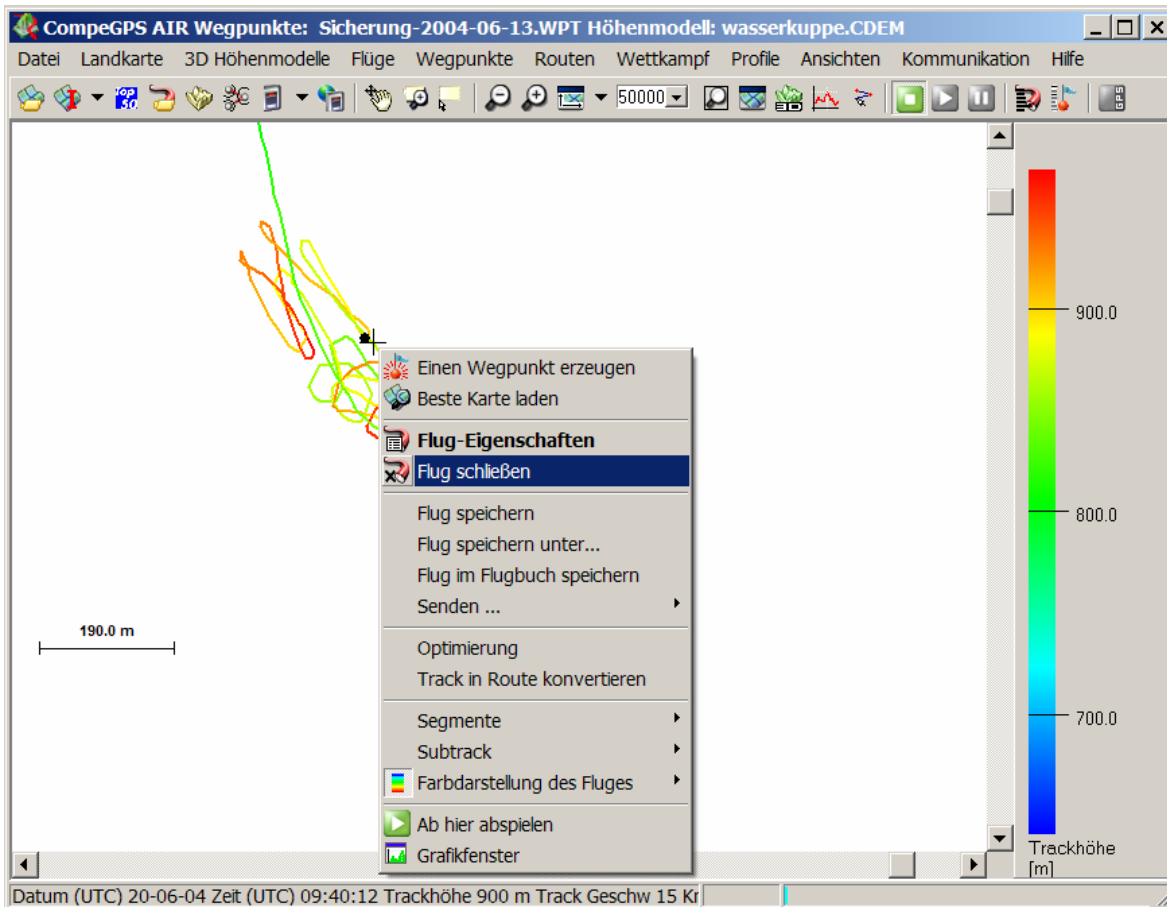 CompeGPS AIR Wegpunkte: Sicherung-2004-06-13.WPT Höhenmodell: wasserkuppe.CDEM
Datei Landkarte 3D Höhenmodelle Flüge Wegpunkte Routen Wettkampf Profile Ansichten Kommunikation Hilfe
50000
GPS
900.0
Einen Wegpunkt erzeugen
Beste Karte laden
Flug-Eigenschaften
Flug schließen
Flug speichern
800.0
Flug speichern unter...
Flug im Flugbuch speichern
Senden ...
190.0 m
Optimierung
Track in Route konvertieren
Segmente
700.0
Subtrack
Farbdarstellung des Fluges
Ab hier abspielen
Grafikfenster
Trackhöhe
[m]
Datum (UTC) 20-06-04 Zeit (UTC) 09:40:12 Trackhöhe 900 m Track Geschw 15